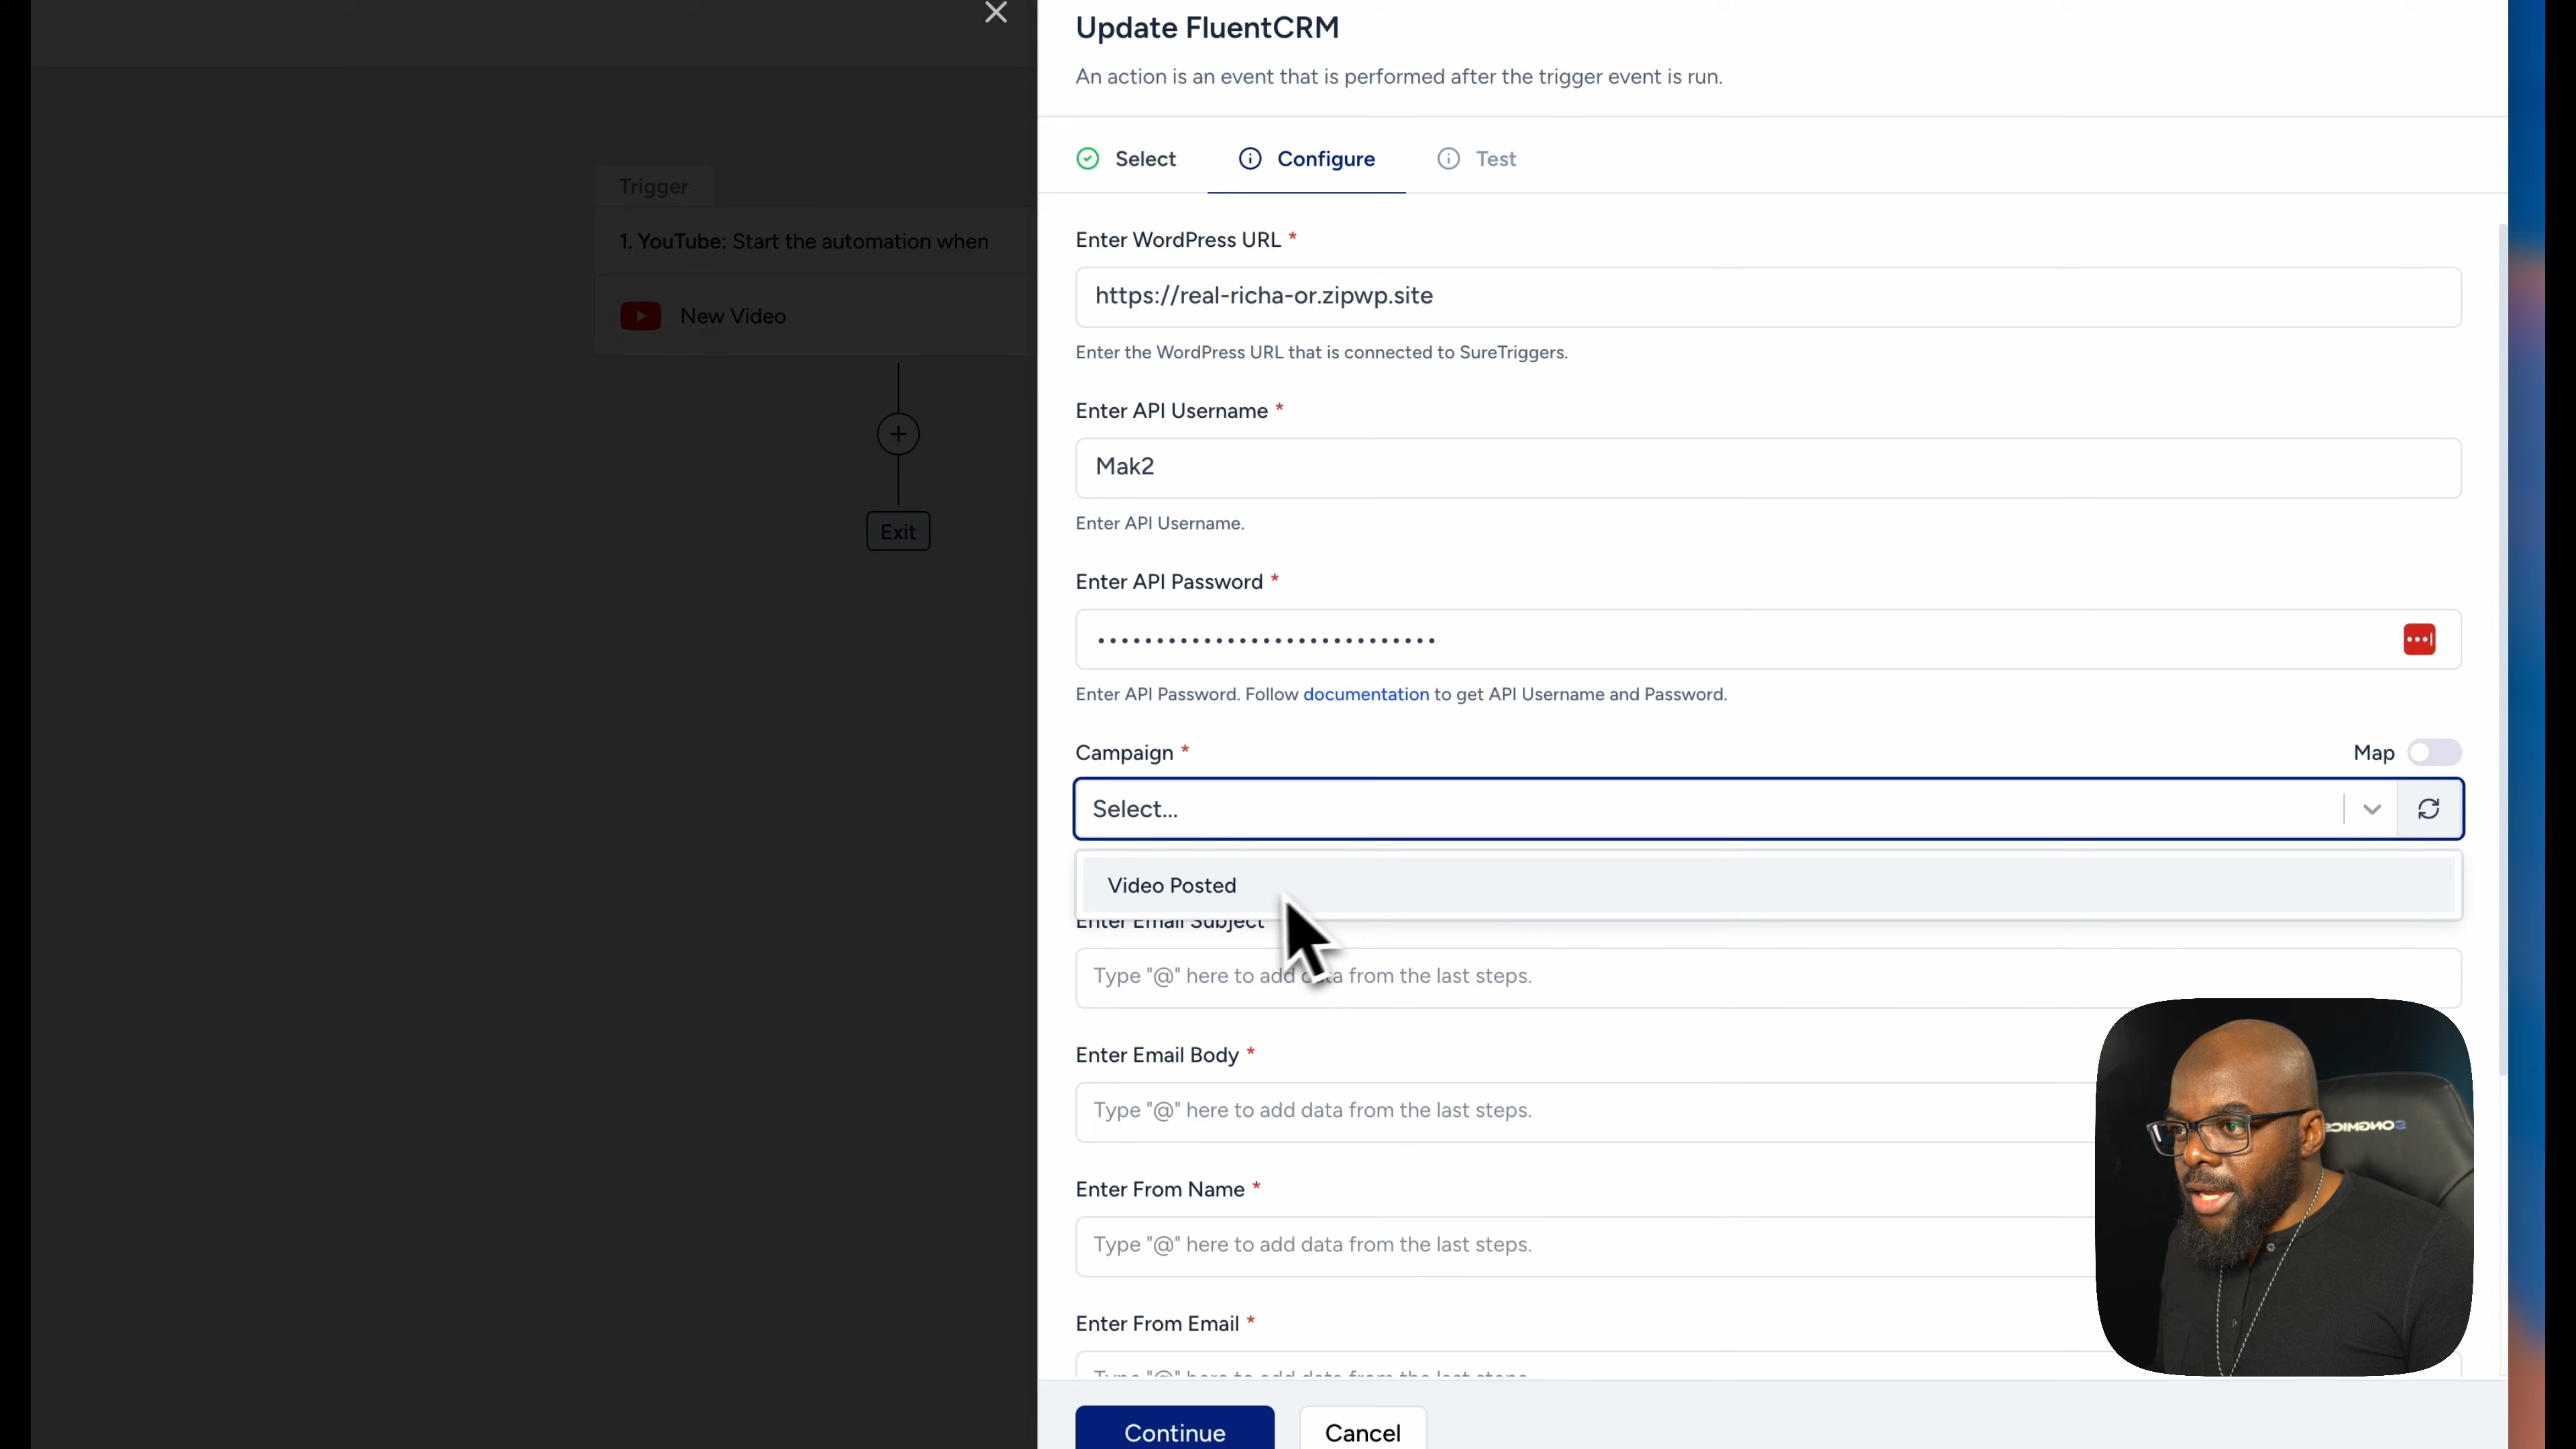 Update FluentCRM
An action is an event that is performed after the trigger event is run.
Select
Configure
Test
Trigger
1. YouTube: Start the automation when
New Video
Exit
Enter WordPress URL *
https://real-richa-or.zipwp.site
Enter the WordPress URL that is connected to SureTriggers.
Enter API Username *
Mak2
Enter API Username.
Enter API Password *
Enter API Password. Follow documentation to get API Username and Password.
Campaign *
Map
Select...
Video Posted
Enter Email Subject
Type "@" here to add data from the last steps.
Enter Email Body *
Type "@" here to add data from the last steps.
Enter From Name *
Type "@" here to add data from the last steps.
Enter From Email *
Type "@" here to add data from the last steps.
SONGMICS
Continue
Cancel